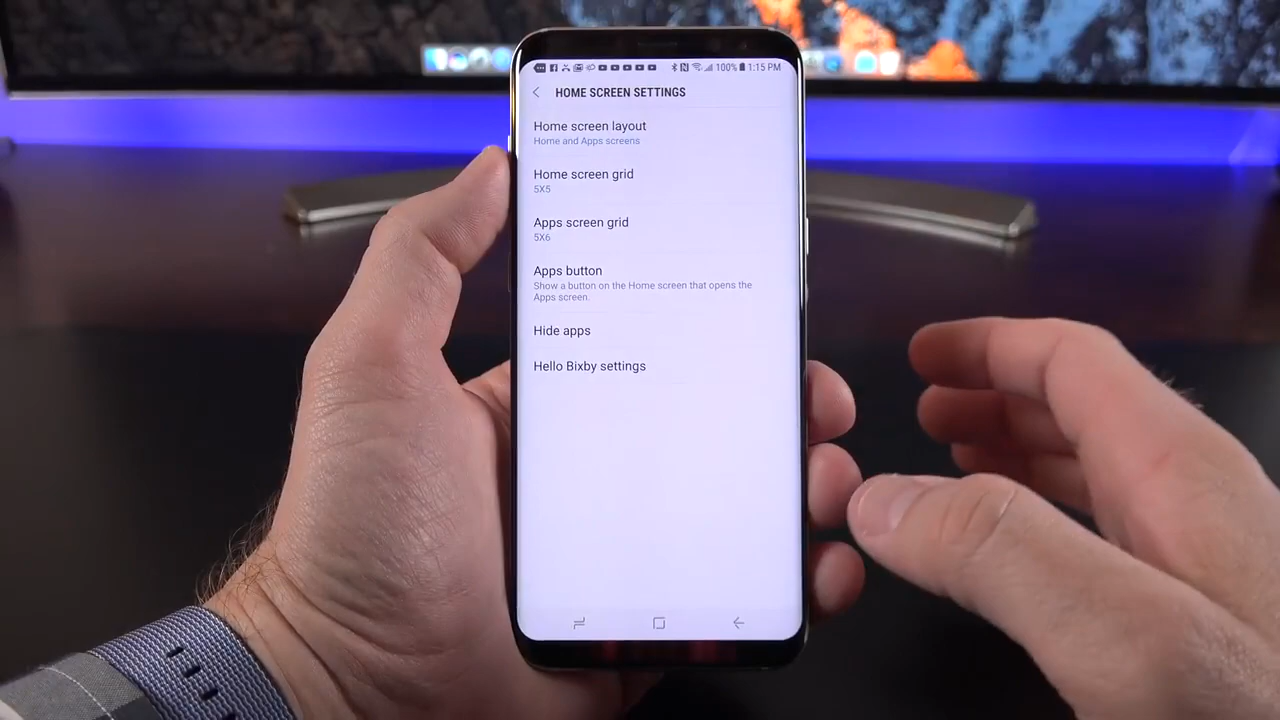 100% 1:15 PM
HOME SCREEN SETTINGS
Home screen layout
Home and Apps screens
Home screen grid
5X5
Apps screen grid
5X6
Apps button
Show a button on the Home screen that opens the
Apps screen.
Hide apps
Hello Bixby settings